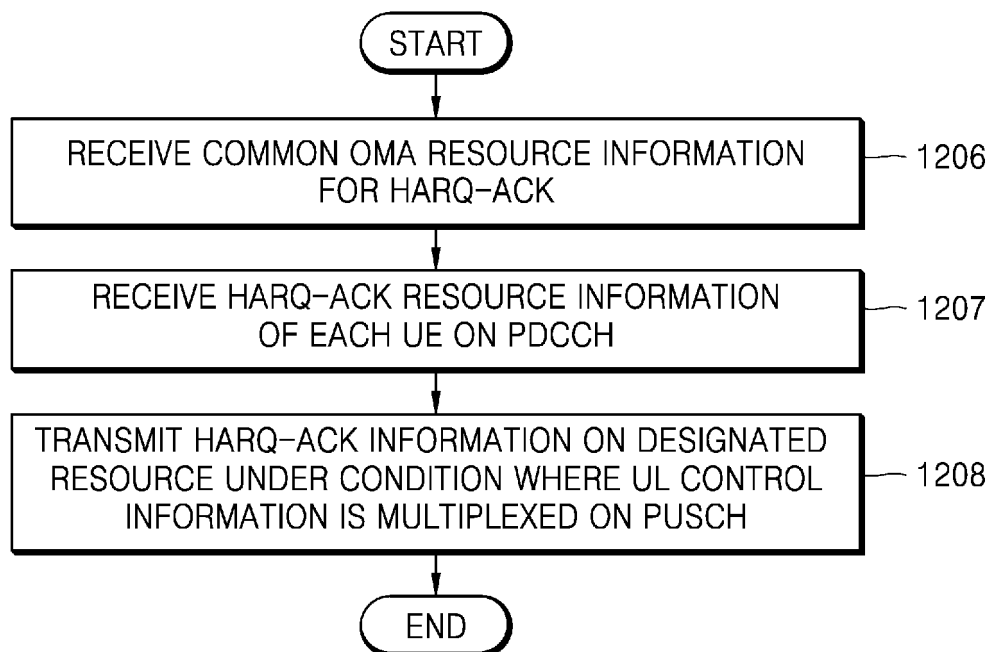 START
RECEIVE COMMON OMA RESOURCE INFORMATION
FOR HARQ-ACK
1206
RECEIVE HARQ-ACK RESOURCE INFORMATION
OF EACH UE ON PDCCH
1207
TRANSMIT HARQ-ACK INFORMATION ON DESIGNATED
RESOURCE UNDER CONDITION WHERE UL CONTROL
INFORMATION IS MULTIPLEXED ON PUSCH
1208
END